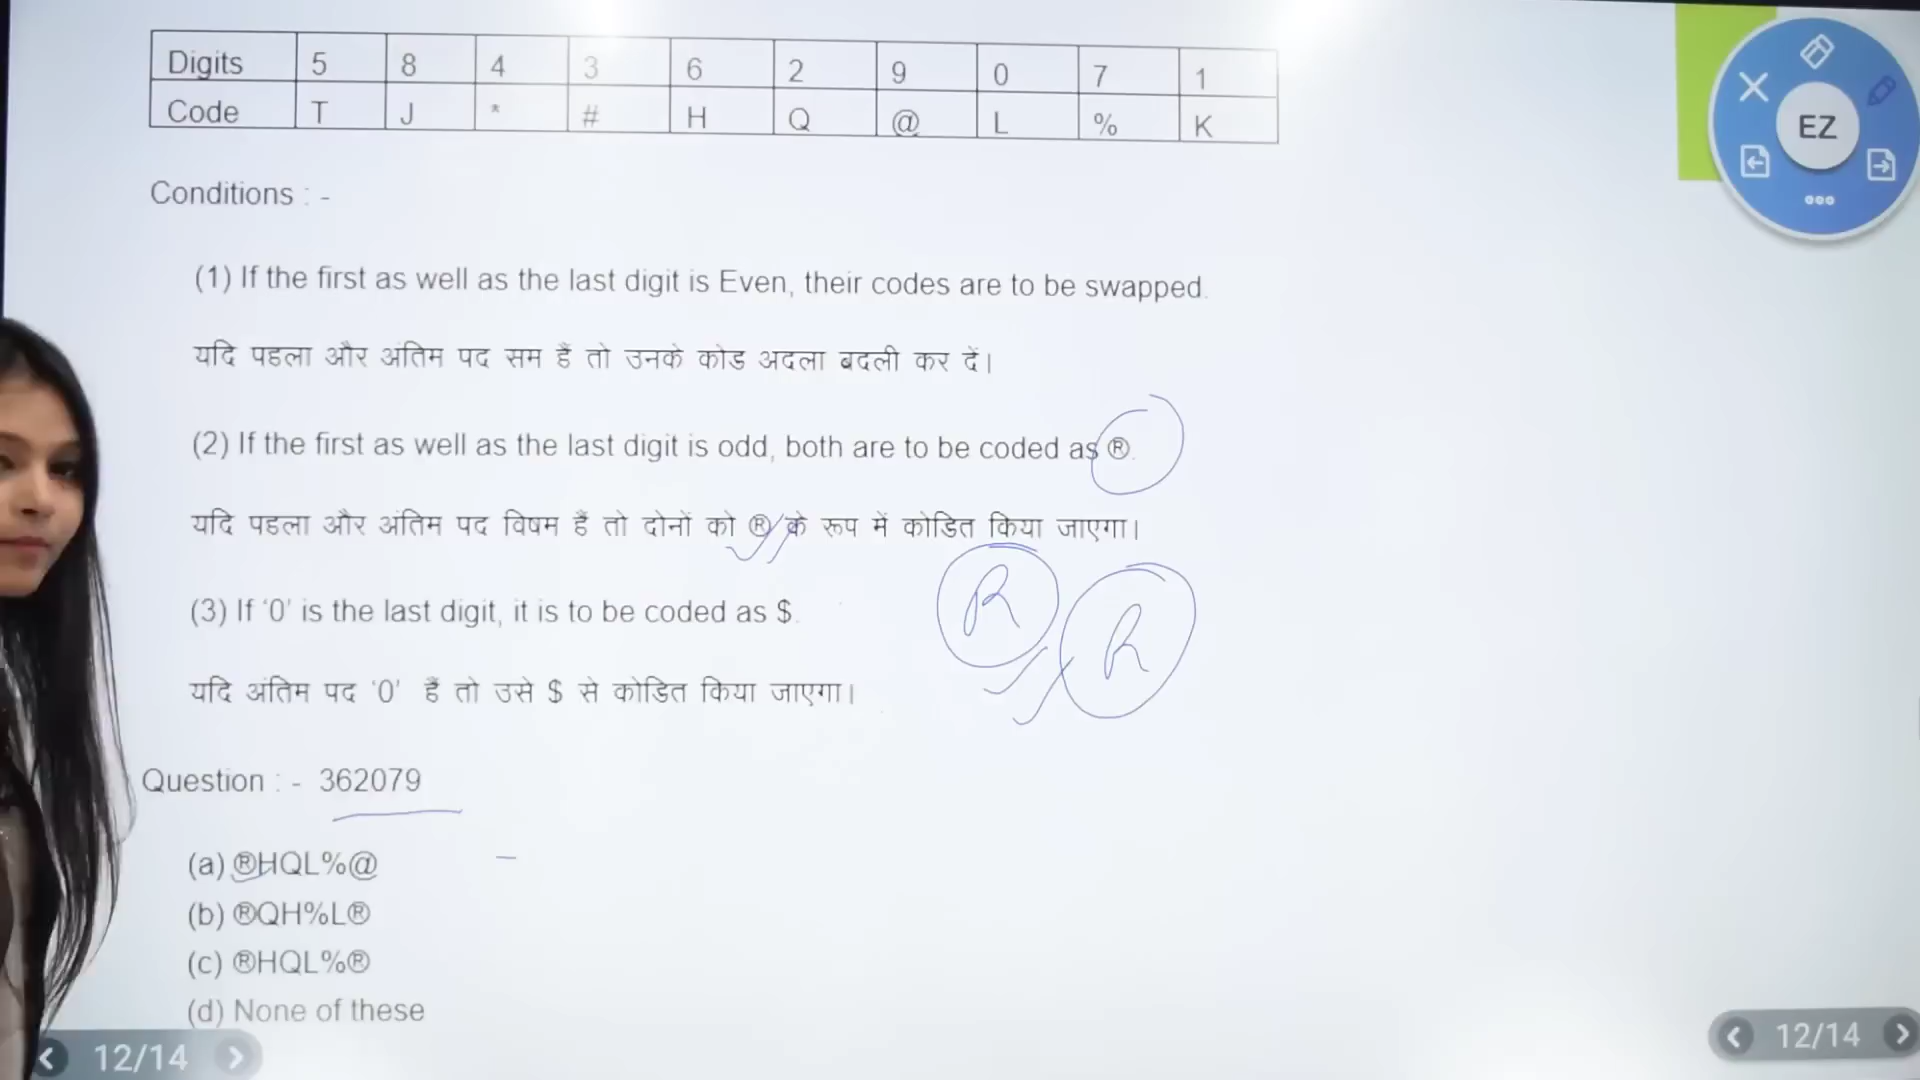 Digits 5 8 4 3 6 2 9 0 7 1
Code T J * # H Q @ L % K
EZ
Conditions : -
(1) If the first as well as the last digit is Even, their codes are to be swapped.
यदि पहला और अंतिम पद सम हैं तो उनके कोड अदला बदली कर दें।
(2) If the first as well as the last digit is odd, both are to be coded as ®.
यदि पहला और अंतिम पद विषम हैं तो दोनों को ® के रूप में कोडित किया जाएगा।
R R
(3) If ‘0’ is the last digit, it is to be coded as $.
यदि अंतिम पद ‘0’ है तो उसे $ से कोडित किया जाएगा।
Question : - 362079
(a) ®HQL%@
(b) ®QH%L®
(c) ®HQL%®
(d) None of these
12/14
12/14